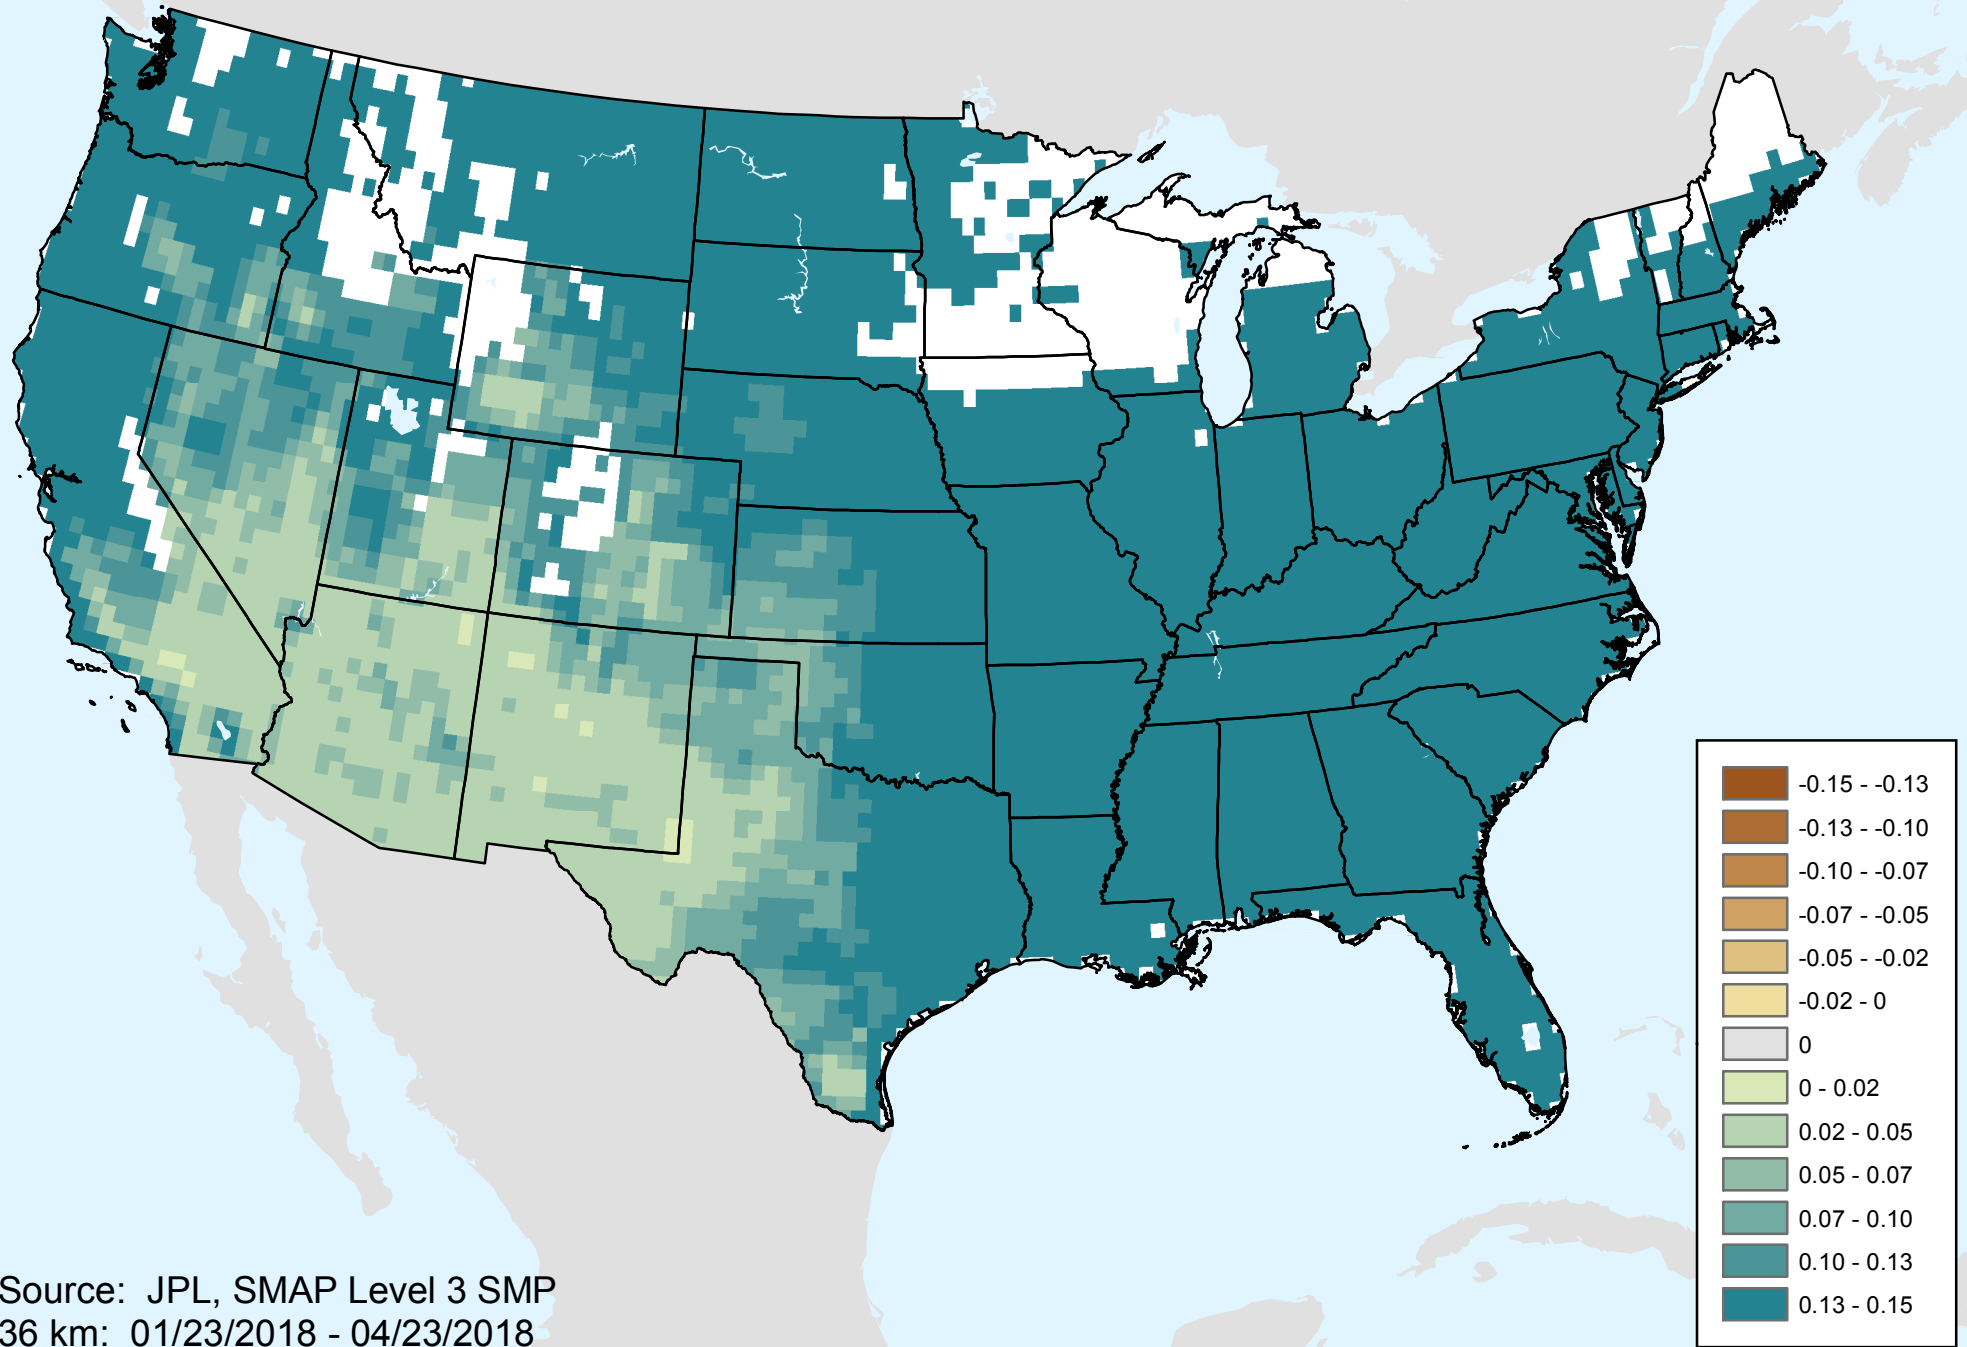 -0.15 - -0.13
-0.13 - -0.10
-0.10 - -0.07
-0.07 - -0.05
-0.05 - -0.02
-0.02 - 0
0
0 - 0.02
0.02 - 0.05
0.05 - 0.07
0.07 - 0.10
0.10 - 0.13
0.13 - 0.15
Source: JPL, SMAP Level 3 SMP
36 km: 01/23/2018 - 04/23/2018